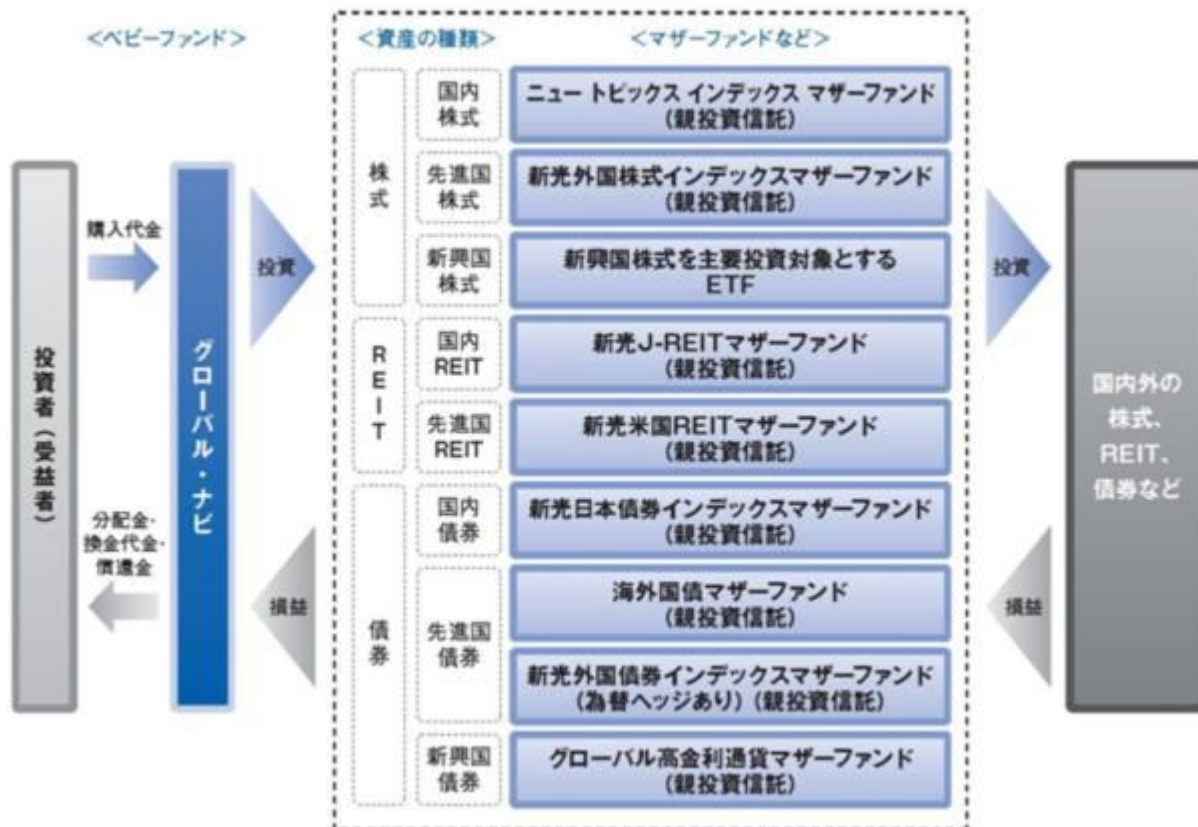 <ベビーファンド>
<資産の種類>
<マザーファンドなど>
投資者(受益者)
購入代金
分配金・
換金代金・
償還金
グローバル・ナビ
投資
損益
株式
国内
株式
ニュー トピックス インデックス マザーファンド
(親投資信託)
先進国
株式
新光外国株式インデックスマザーファンド
(親投資信託)
新興国
株式
新興国株式を主要投資対象とする
ETF
REIT
国内
REIT
新光J-REITマザーファンド
(親投資信託)
先進国
REIT
新光米国REITマザーファンド
(親投資信託)
債券
国内
債券
新光日本債券インデックスマザーファンド
(親投資信託)
先進国
債券
海外国債マザーファンド
(親投資信託)
新光外国債券インデックスマザーファンド
(為替ヘッジあり)(親投資信託)
新興国
債券
グローバル高金利通貨マザーファンド
(親投資信託)
投資
損益
国内外の
株式、
REIT、
債券など